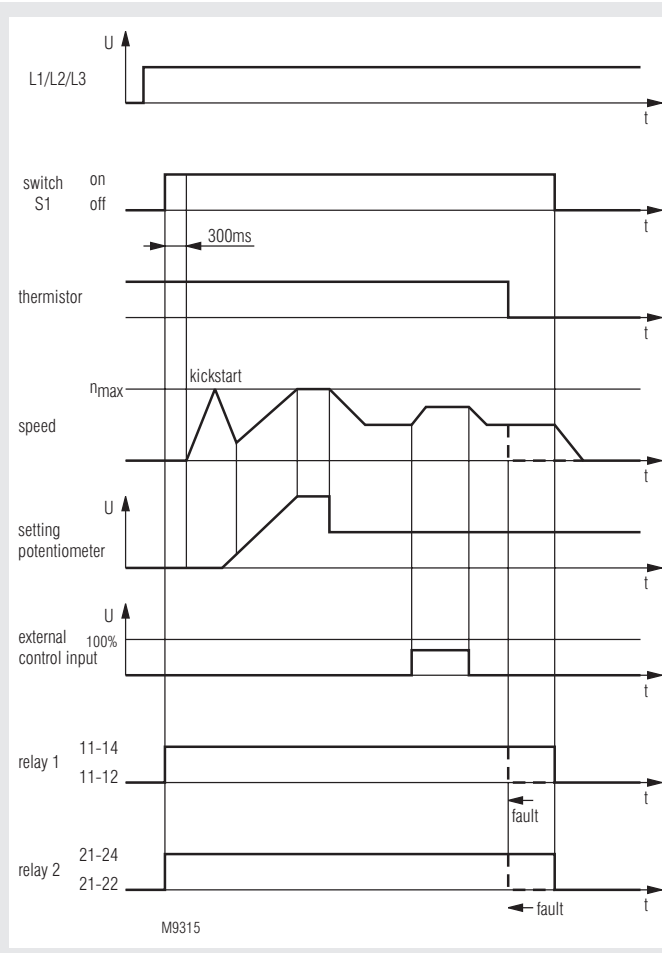 U
L1/L2/L3
t
switch on
S1 off
t
300ms
thermistor
t
nmax
kickstart
speed
t
U
setting
potentiometer
t
U
external 100%
control input
t
11-14
relay 1
11-12
t
fault
21-24
relay 2
21-22
t
fault
M9315